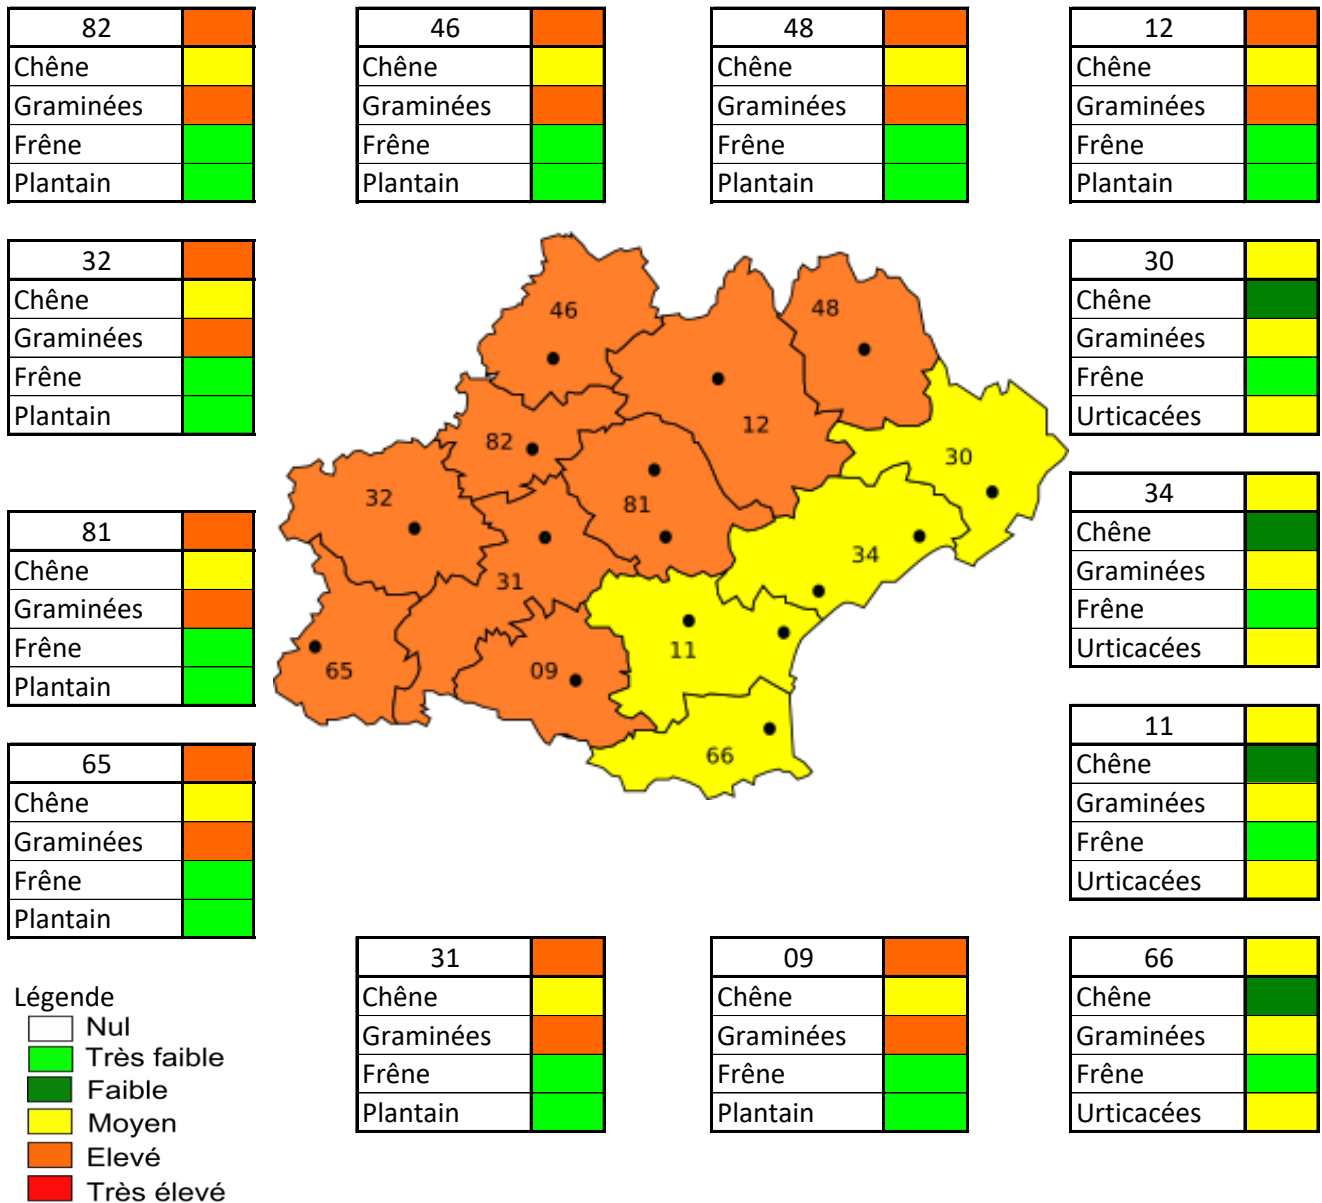 82
Chêne
Graminées
Frêne
Plantain
46
Chêne
Graminées
Frêne
Plantain
48
Chêne
Graminées
Frêne
Plantain
12
Chêne
Graminées
Frêne
Plantain
32
Chêne
Graminées
Frêne
Plantain
30
Chêne
Graminées
Frêne
Urticacées
81
Chêne
Graminées
Frêne
Plantain
34
Chêne
Graminées
Frêne
Urticacées
65
Chêne
Graminées
Frêne
Plantain
11
Chêne
Graminées
Frêne
Urticacées
46
48
12
82
30
32
81
34
31
11
65
09
66
31
Chêne
Graminées
Frêne
Plantain
09
Chêne
Graminées
Frêne
Plantain
66
Chêne
Graminées
Frêne
Urticacées
Légende
Nul
Très faible
Faible
Moyen
Elevé
Très élevé